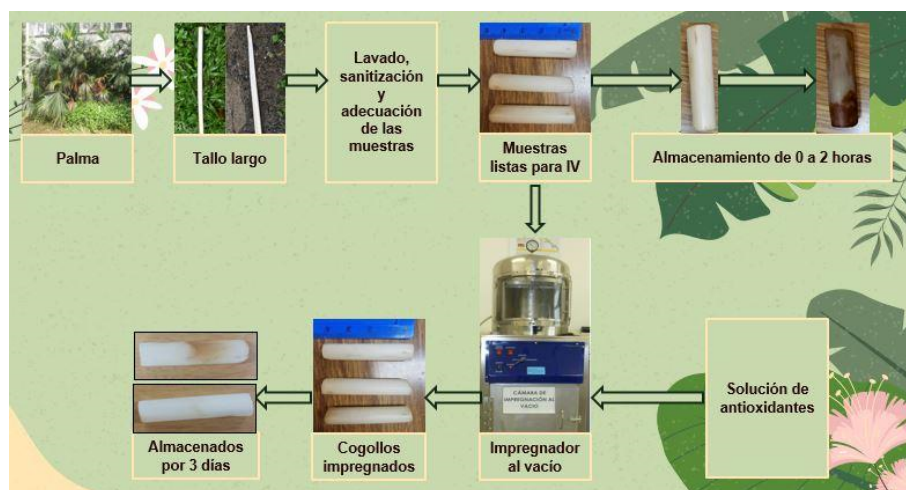 Palma
Tallo largo
Lavado,
sanitización
y
adecuación
de las
muestras
Muestras
listas para IV
Almacenamiento de 0 a 2 horas
Almacenados
por 3 días
Cogollos
impregnados
CÁMARA DE
IMPREGNACIÓN AL
VACÍO
Impregnador
al vacío
Solución de
antioxidantes